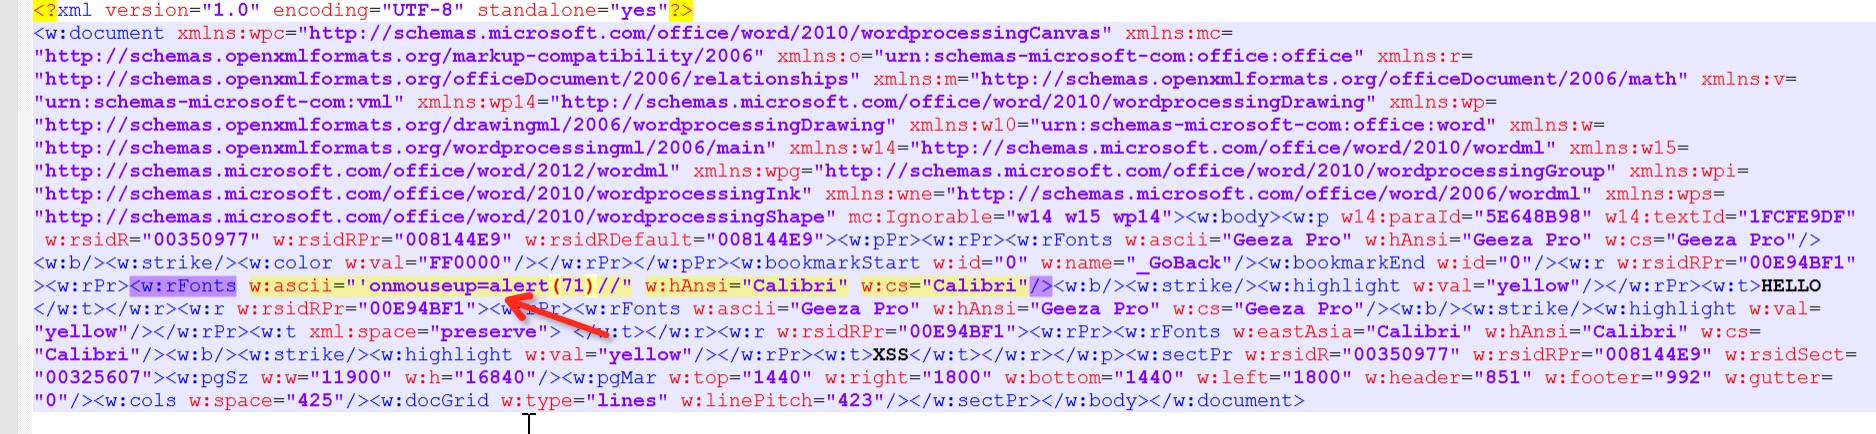 <?xml version="1.0" encoding="UTF-8" standalone="yes"?>
<w:document xmlns:wpc="http://schemas.microsoft.com/office/word/2010/wordprocessingCanvas" xmlns:mc=
"http://schemas.openxmlformats.org/markup-compatibility/2006" xmlns:o="urn:schemas-microsoft-com:office:office" xmlns:r=
"http://schemas.openxmlformats.org/officeDocument/2006/relationships" xmlns:m="http://schemas.openxmlformats.org/officeDocument/2006/math" xmlns:v=
"urn:schemas-microsoft-com:vml" xmlns:wp14="http://schemas.microsoft.com/office/word/2010/wordprocessingDrawing" xmlns:wp=
"http://schemas.openxmlformats.org/drawingml/2006/wordprocessingDrawing" xmlns:w10="urn:schemas-microsoft-com:office:word" xmlns:w=
"http://schemas.openxmlformats.org/wordprocessingml/2006/main" xmlns:w14="http://schemas.microsoft.com/office/word/2010/wordml" xmlns:w15=
"http://schemas.microsoft.com/office/word/2012/wordml" xmlns:wpg="http://schemas.microsoft.com/office/word/2010/wordprocessingGroup" xmlns:wpi=
"http://schemas.microsoft.com/office/word/2010/wordprocessingInk" xmlns:wne="http://schemas.microsoft.com/office/word/2006/wordml" xmlns:wps=
"http://schemas.microsoft.com/office/word/2010/wordprocessingShape" mc:Ignorable="w14 w15 wp14"><w:body><w:p w14:paraId="5E648B98" w14:textId="1FCFE9DF"
w:rsidR="00350977" w:rsidRPr="008144E9" w:rsidRDefault="008144E9"><w:pPr><w:rPr><w:rFonts w:ascii="Geeza Pro" w:hAnsi="Geeza Pro" w:cs="Geeza Pro"/>
<w:b/><w:strike/><w:color w:val="FF0000"/></w:rPr></w:pPr><w:bookmarkStart w:id="0" w:name="_GoBack"/><w:bookmarkEnd w:id="0"/><w:r w:rsidRPr="00E94BF1"
><w:rPr><w:rFonts w:ascii="'onmouseup=alert(71)//" w:hAnsi="Calibri" w:cs="Calibri"/><w:b/><w:strike/><w:highlight w:val="yellow"/></w:rPr><w:t>HELLO
</w:t></w:r><w:r w:rsidRPr="00E94BF1"><w:rPr><w:rFonts w:ascii="Geeza Pro" w:hAnsi="Geeza Pro" w:cs="Geeza Pro"/><w:b/><w:strike/><w:highlight w:val=
"yellow"/></w:rPr><w:t xml:space="preserve"> </w:t></w:r><w:r w:rsidRPr="00E94BF1"><w:rPr><w:rFonts w:eastAsia="Calibri" w:hAnsi="Calibri" w:cs=
"Calibri"/><w:b/><w:strike/><w:highlight w:val="yellow"/></w:rPr><w:t>XSS</w:t></w:r></w:p><w:sectPr w:rsidR="00350977" w:rsidRPr="008144E9" w:rsidSect=
"00325607"><w:pgSz w:w="11900" w:h="16840"/><w:pgMar w:top="1440" w:right="1800" w:bottom="1440" w:left="1800" w:header="851" w:footer="992" w:gutter=
"0"/><w:cols w:space="425"/><w:docGrid w:type="lines" w:linePitch="423"/></w:sectPr></w:body></w:document>